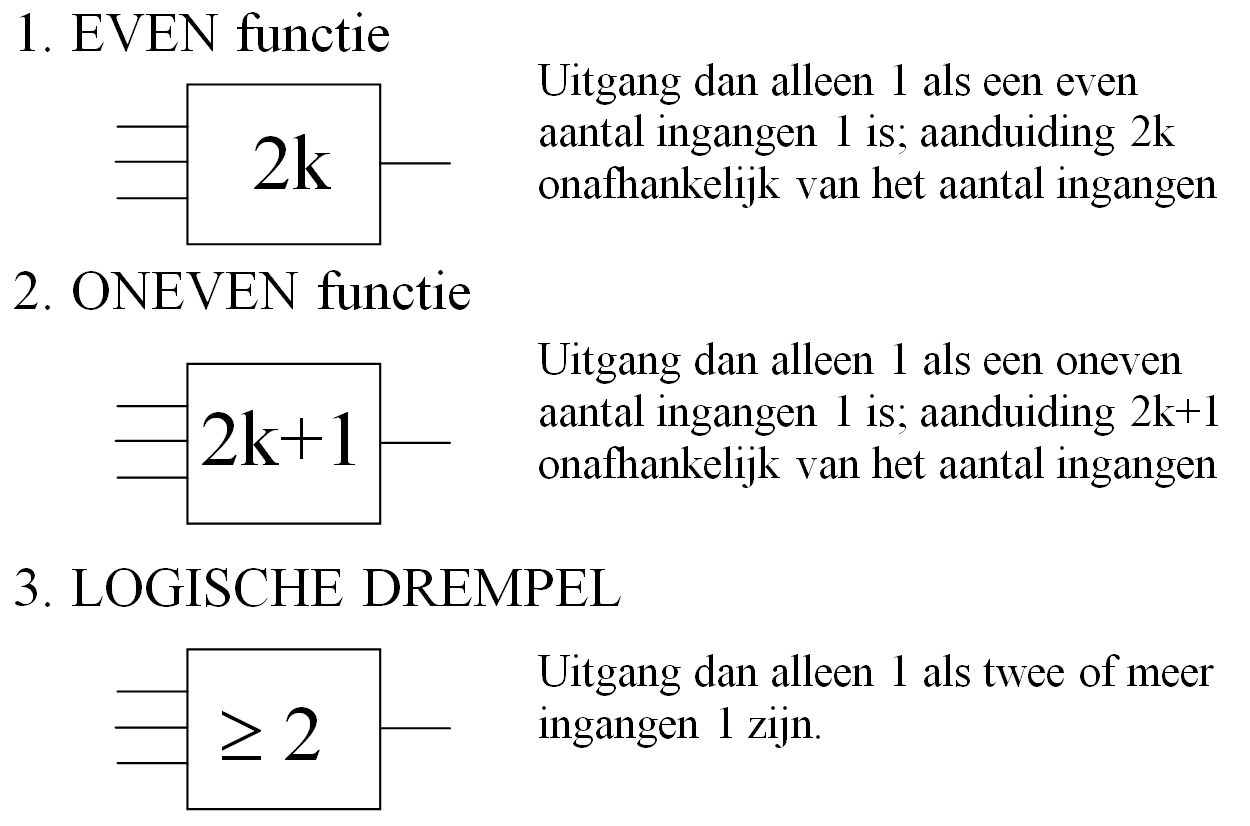 1. EVEN functie
2k
Uitgang dan alleen 1 als een even
aantal ingangen 1 is; aanduiding 2k
onafhankelijk van het aantal ingangen
2. ONEVEN functie
2k+1
Uitgang dan alleen 1 als een oneven
aantal ingangen 1 is; aanduiding 2k+1
onafhankelijk van het aantal ingangen
3. LOGISCHE DREMPEL
≥ 2
Uitgang dan alleen 1 als twee of meer
ingangen 1 zijn.